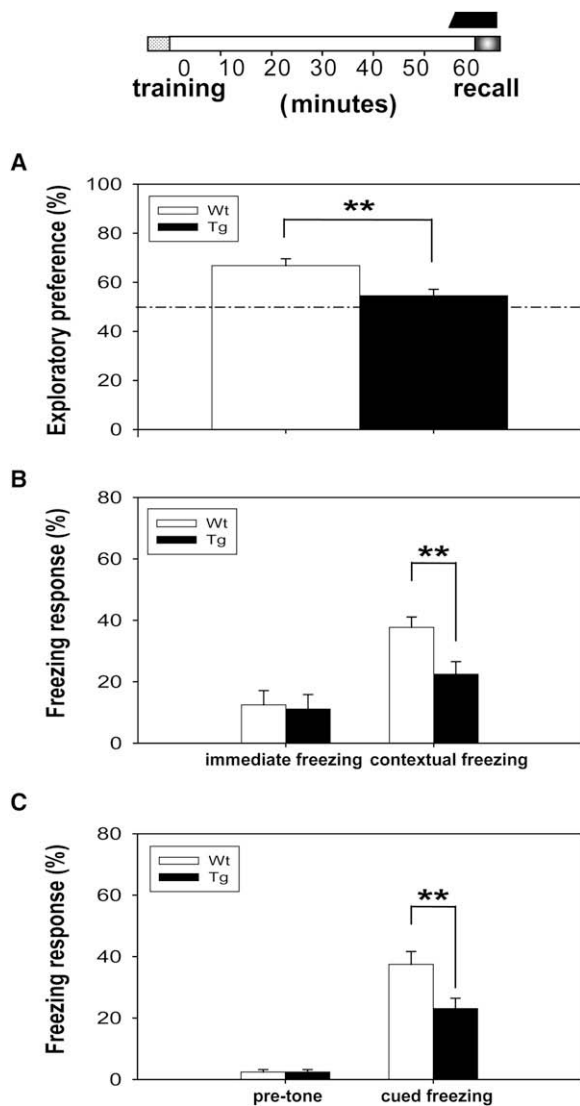 0 10 20 30 40 50 60
training (minutes) recall
A
Exploratory preference (%)
100
80
60
40
20
0
Wt
Tg
**
B
Freezing response (%)
80
60
40
20
0
Wt
Tg
**
immediate freezing contextual freezing
C
Freezing response (%)
80
60
40
20
0
Wt
Tg
**
pre-tone cued freezing